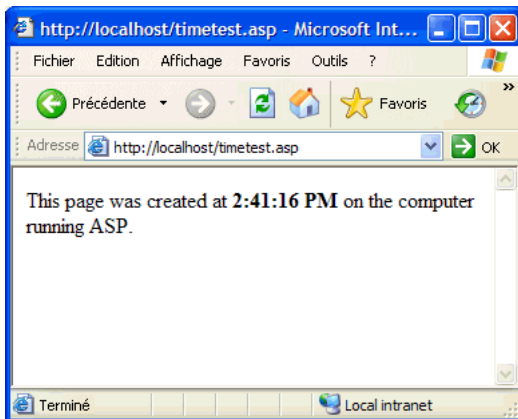 http://localhost/timetest.asp - Microsoft Int...
Fichier Edition Affichage Favoris Outils ?
Précédente Favoris »
Adresse http://localhost/timetest.asp OK
This page was created at 2:41:16 PM on the computer
running ASP.
Terminé Local intranet